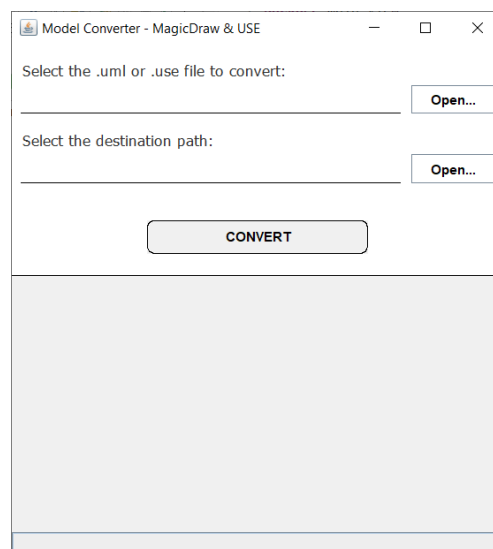 Model Converter - MagicDraw & USE
Select the .uml or .use file to convert:
Open...
Select the destination path:
Open...
CONVERT